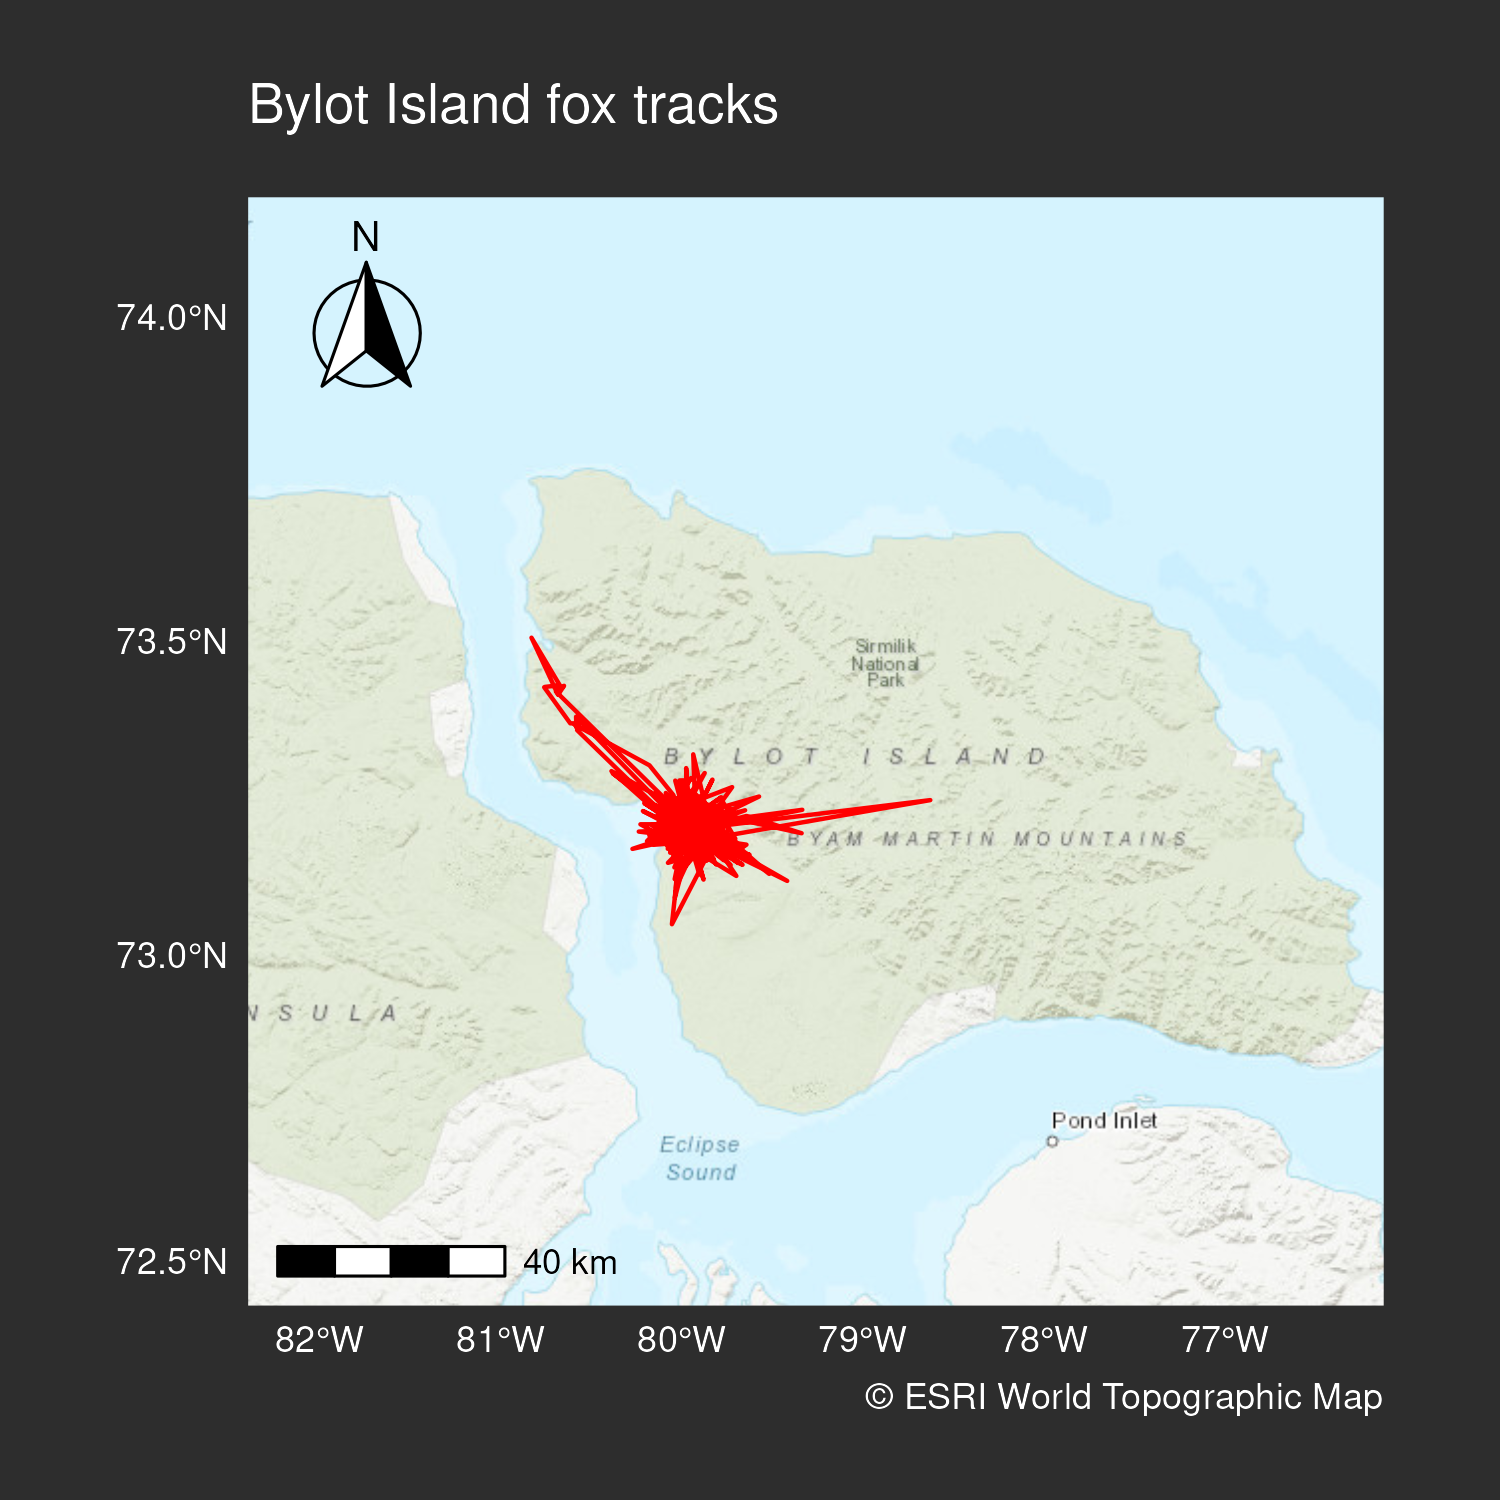 Bylot Island fox tracks
N
74.0°N
73.5°N
Sirmilik
National
Park
BYLOT ISLAND
BYAM MARTIN MOUNTAINS
73.0°N
NSULA
Pond Inlet
Eclipse
Sound
72.5°N
40 km
82°W 81°W 80°W 79°W 78°W 77°W
© ESRI World Topographic Map